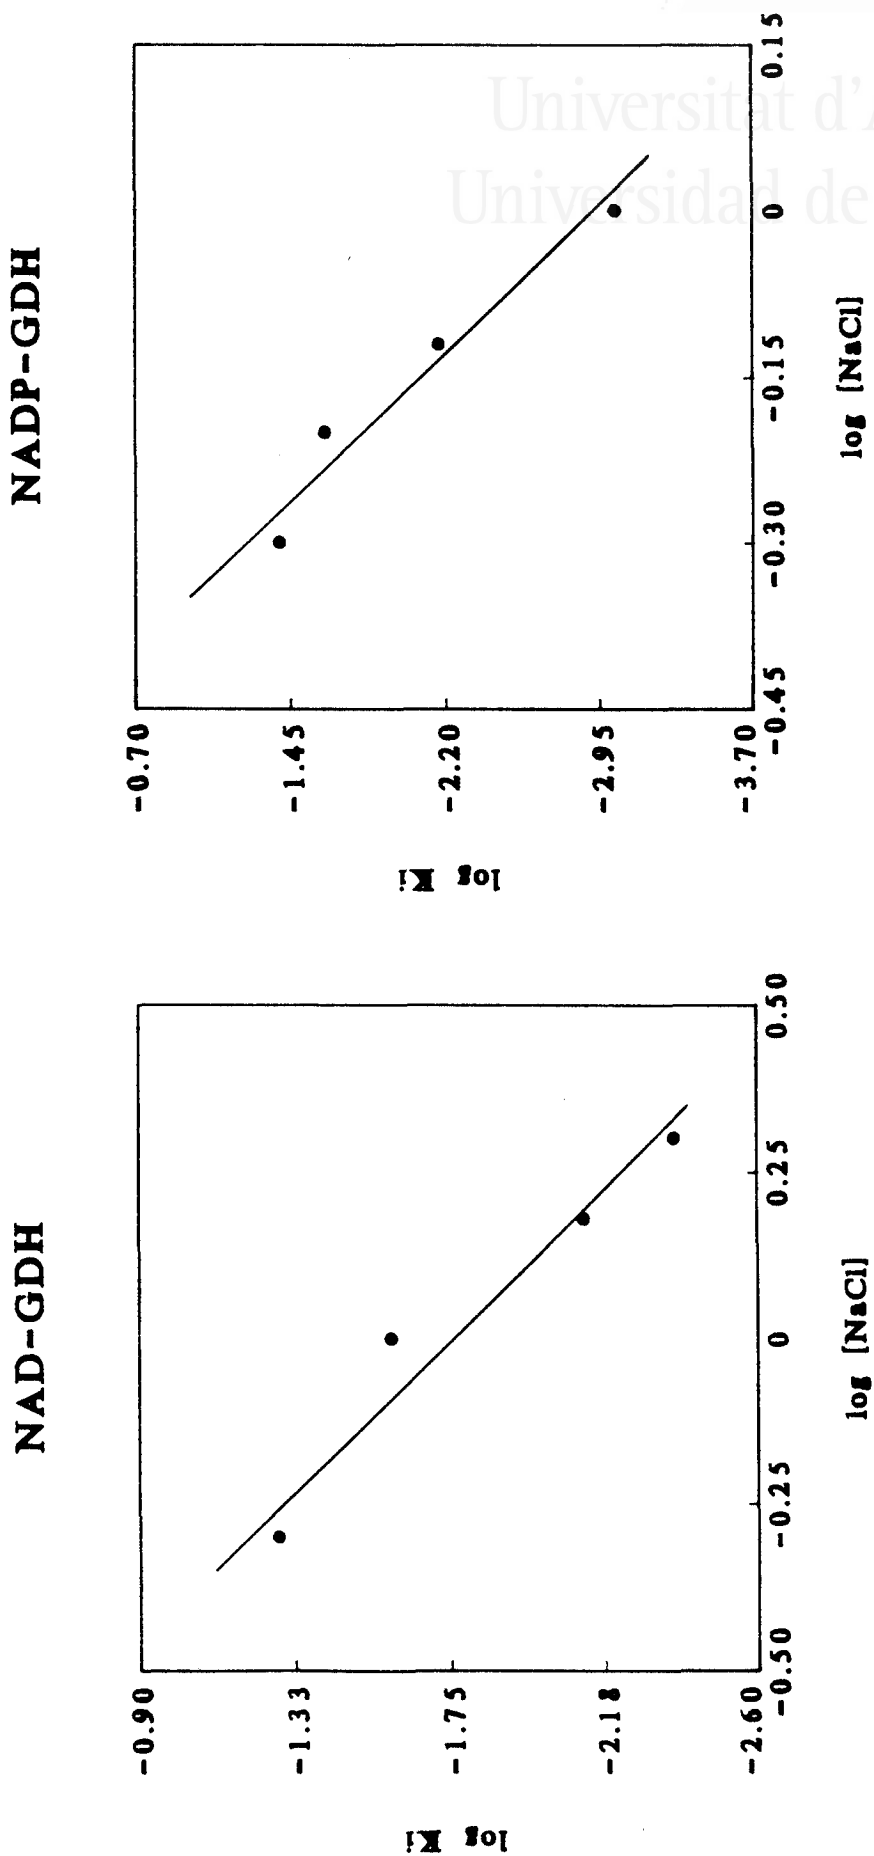 NAD-GDH
log Ki
-0.90
-1.33
-1.75
-2.18
-2.60
-0.50
-0.25
0
0.25
0.50
log [NaCl]
NADP-GDH
log Ki
-0.70
-1.45
-2.20
-2.95
-3.70
-0.45
-0.30
-0.15
0
0.15
log [NaCl]
Universitat d'A
Universidad de